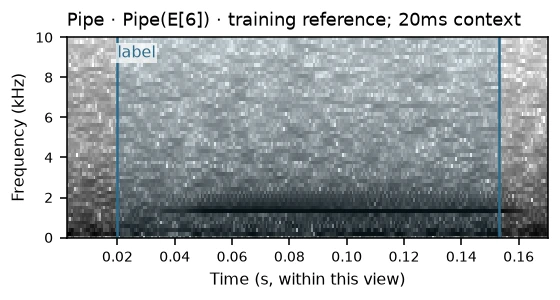 Pipe · Pipe(E[6]) · training reference; 20ms context
label
10
8
6
4
2
0
Frequency (kHz)
0.02 0.04 0.06 0.08 0.10 0.12 0.14 0.16
Time (s, within this view)